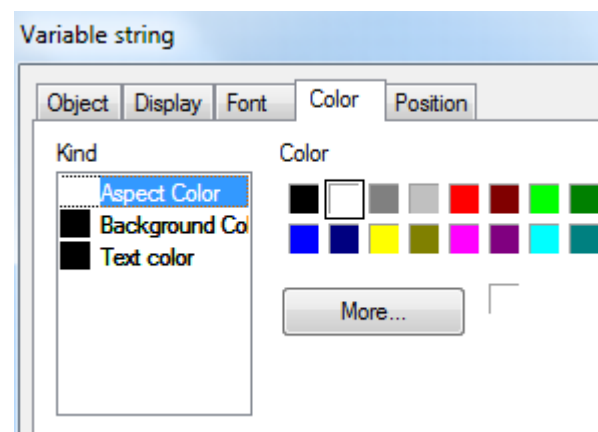 Variable string
Object Display Font Color Position
Kind Color
Aspect Color
Background Col
Text color
More...